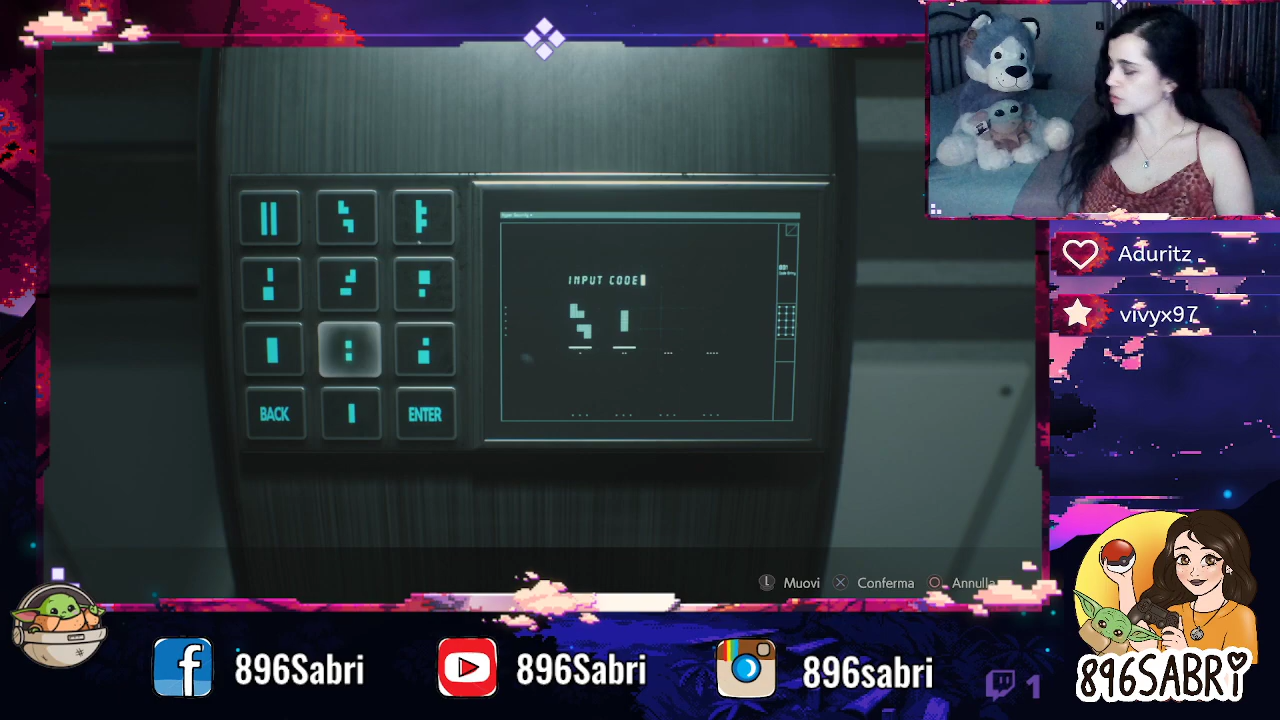 INPUT CODE
BACK
ENTER
Muovi
Conferma
Annulla
Aduritz
vivyx97
896Sabri
896Sabri
896sabri
1
896SABRi